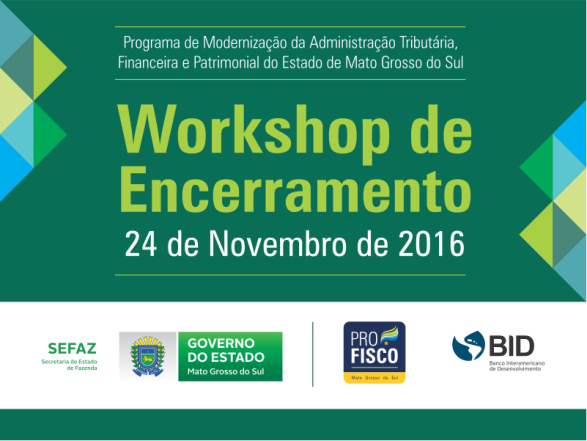 Programa de Modernização da Administração Tributária,
Financeira e Patrimonial do Estado de Mato Grosso do Sul
Workshop de
Encerramento
24 de Novembro de 2016
SEFAZ
Secretaria de Estado
de Fazenda
GOVERNO
DO ESTADO
Mato Grosso do Sul
PRO
FISCO
Mato Grosso do Sul
BID
Banco Interamericano
de Desenvolvimento